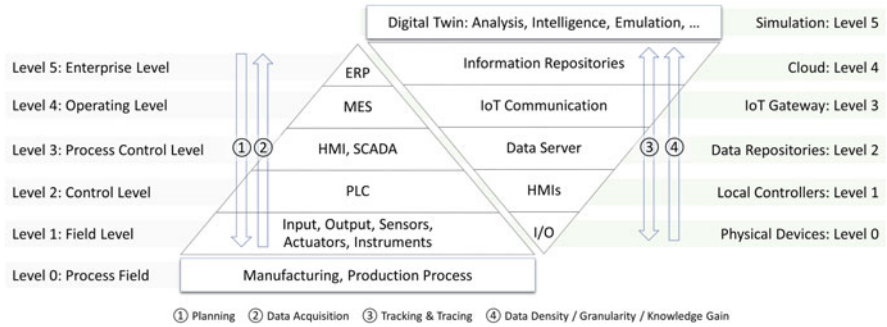 Digital Twin: Analysis, Intelligence, Emulation, ...
Simulation: Level 5
Level 5: Enterprise Level
ERP
Information Repositories
Cloud: Level 4
Level 4: Operating Level
MES
IoT Communication
IoT Gateway: Level 3
Level 3: Process Control Level
① ②
HMI, SCADA
Data Server
③ ④
Data Repositories: Level 2
Level 2: Control Level
PLC
HMIs
Local Controllers: Level 1
Level 1: Field Level
Input, Output, Sensors,
Actuators, Instruments
I/O
Physical Devices: Level 0
Level 0: Process Field
Manufacturing, Production Process
① Planning ② Data Acquisition ③ Tracking & Tracing ④ Data Density / Granularity / Knowledge Gain